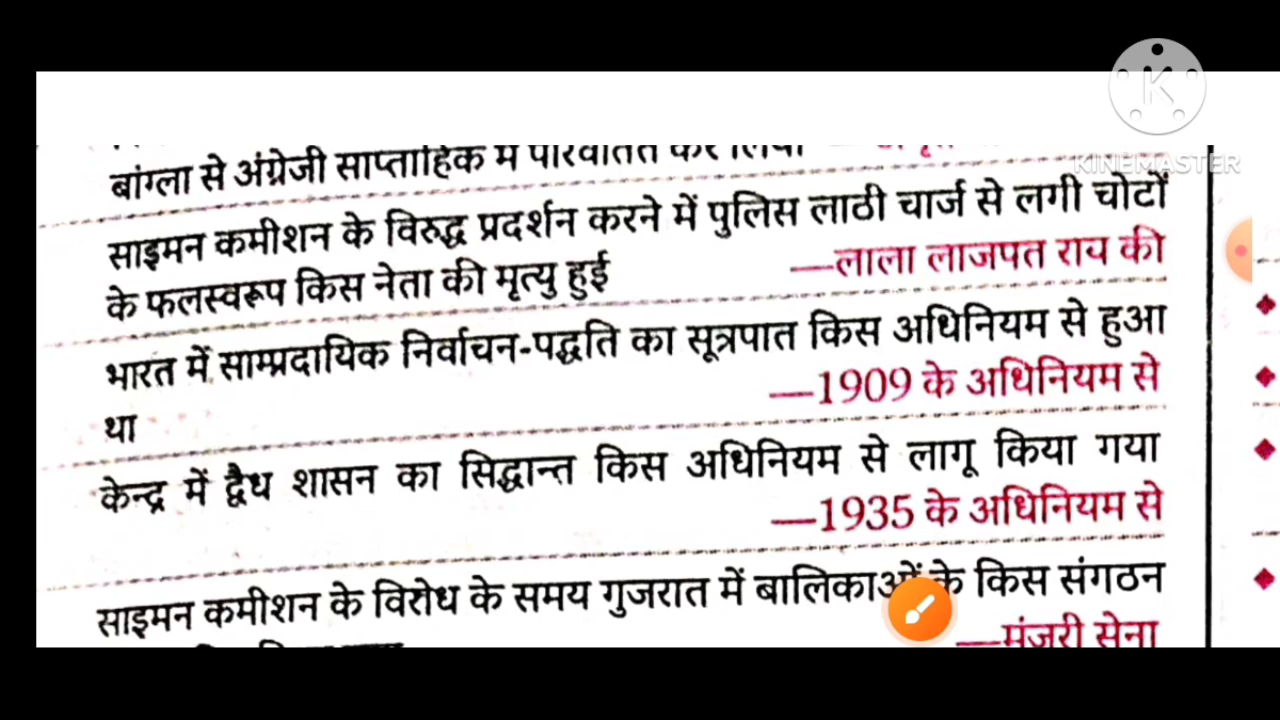 KINEMASTER
बांग्ला से अंग्रेजी साप्ताहिक में परिवर्तित कर लिया
साइमन कमीशन के विरुद्ध प्रदर्शन करने में पुलिस लाठी चार्ज से लगी चोटों
के फलस्वरूप किस नेता की मृत्यु हुई —लाला लाजपत राय की
भारत में साम्प्रदायिक निर्वाचन-पद्धति का सूत्रपात किस अधिनियम से हुआ
था —1909 के अधिनियम से
केन्द्र में द्वैध शासन का सिद्धान्त किस अधिनियम से लागू किया गया
—1935 के अधिनियम से
साइमन कमीशन के विरोध के समय गुजरात में बालिकाओं के किस संगठन
—मंजरी सेना